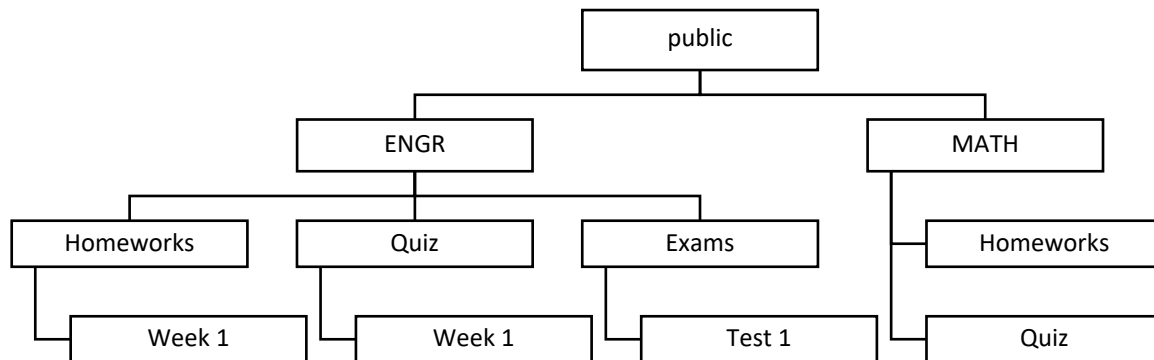 public
ENGR
MATH
Homeworks
Quiz
Exams
Homeworks
Week 1
Week 1
Test 1
Quiz